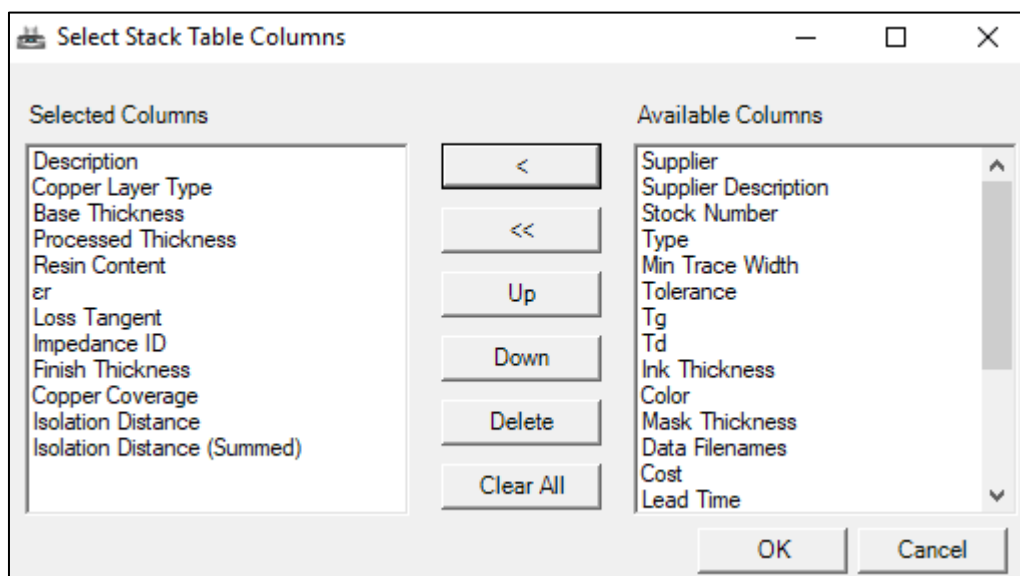 Select Stack Table Columns
Selected Columns
Description
Copper Layer Type
Base Thickness
Processed Thickness
Resin Content
εr
Loss Tangent
Impedance ID
Finish Thickness
Copper Coverage
Isolation Distance
Isolation Distance (Summed)
<
<<
Up
Down
Delete
Clear All
Available Columns
Supplier
Supplier Description
Stock Number
Type
Min Trace Width
Tolerance
Tg
Td
Ink Thickness
Color
Mask Thickness
Data Filenames
Cost
Lead Time
OK
Cancel